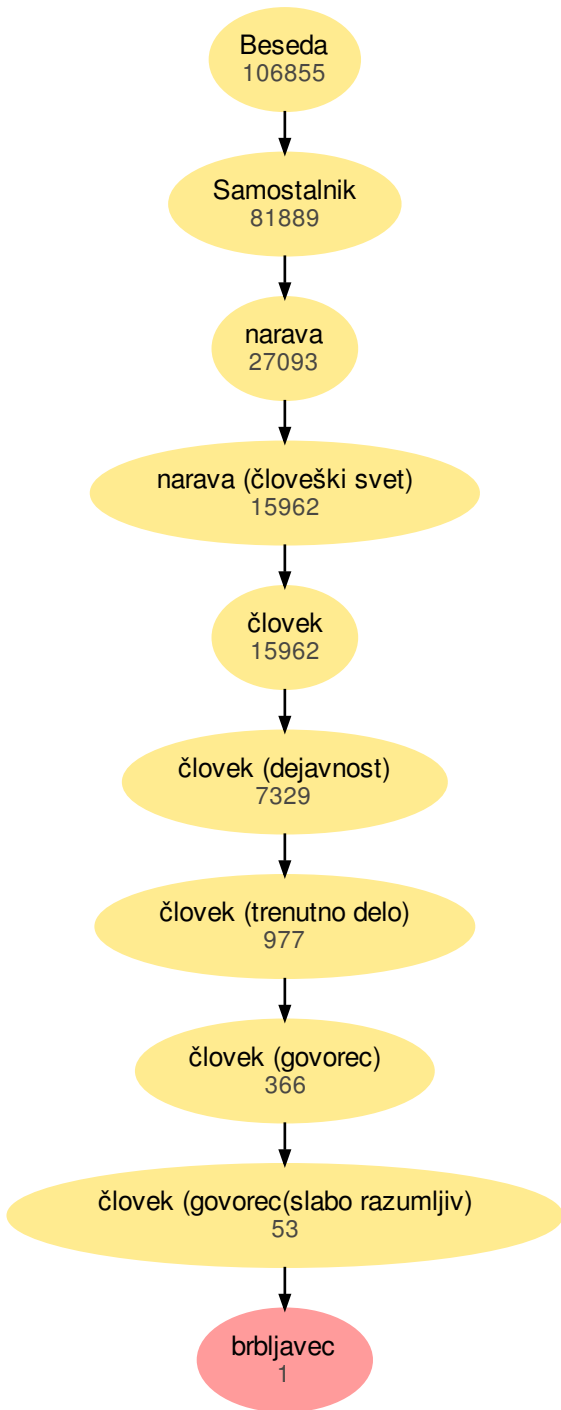 Beseda
106855
Samostalnik
81889
narava
27093
narava (človeški svet)
15962
človek
15962
človek (dejavnost)
7329
človek (trenutno delo)
977
človek (govorec)
366
človek (govorec(slabo razumljiv)
53
brbljavec
1